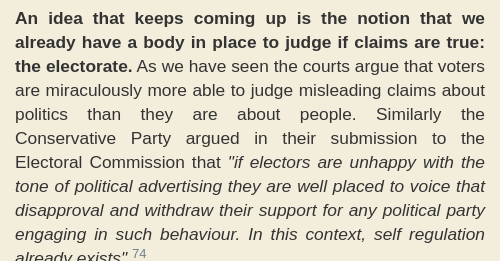 An idea that keeps coming up is the notion that we
already have a body in place to judge if claims are true:
the electorate. As we have seen the courts argue that voters
are miraculously more able to judge misleading claims about
politics than they are about people. Similarly the
Conservative Party argued in their submission to the
Electoral Commission that "if electors are unhappy with the
tone of political advertising they are well placed to voice that
disapproval and withdraw their support for any political party
engaging in such behaviour. In this context, self regulation
already exists" 74